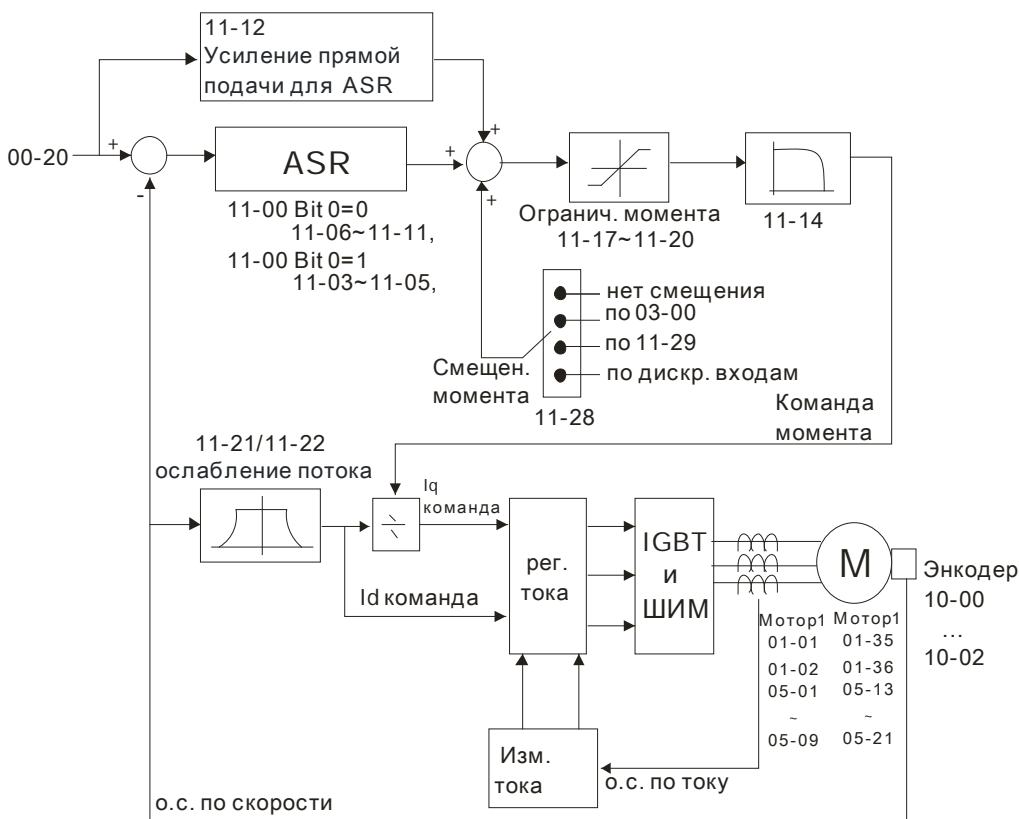 11-12
Усиление прямой
подачи для ASR
00-20
+
-
ASR
+
+
+
11-00 Bit 0=0
11-06~11-11,
11-00 Bit 0=1
11-03~11-05,
Огранич. момента
11-17~11-20
11-14
нет смещения
по 03-00
по 11-29
по дискр. входам
Смещен.
момента
11-28
Команда
момента
11-21/11-22
ослабление потока
Iq
команда
Id команда
рег.
тока
IGBT
и
ШИМ
M
Энкодер
10-00
...
10-02
Мотор1 Мотор1
01-01 01-35
01-02 01-36
05-01 05-13
~ ~
05-09 05-21
Изм.
тока
о.с. по току
о.с. по скорости